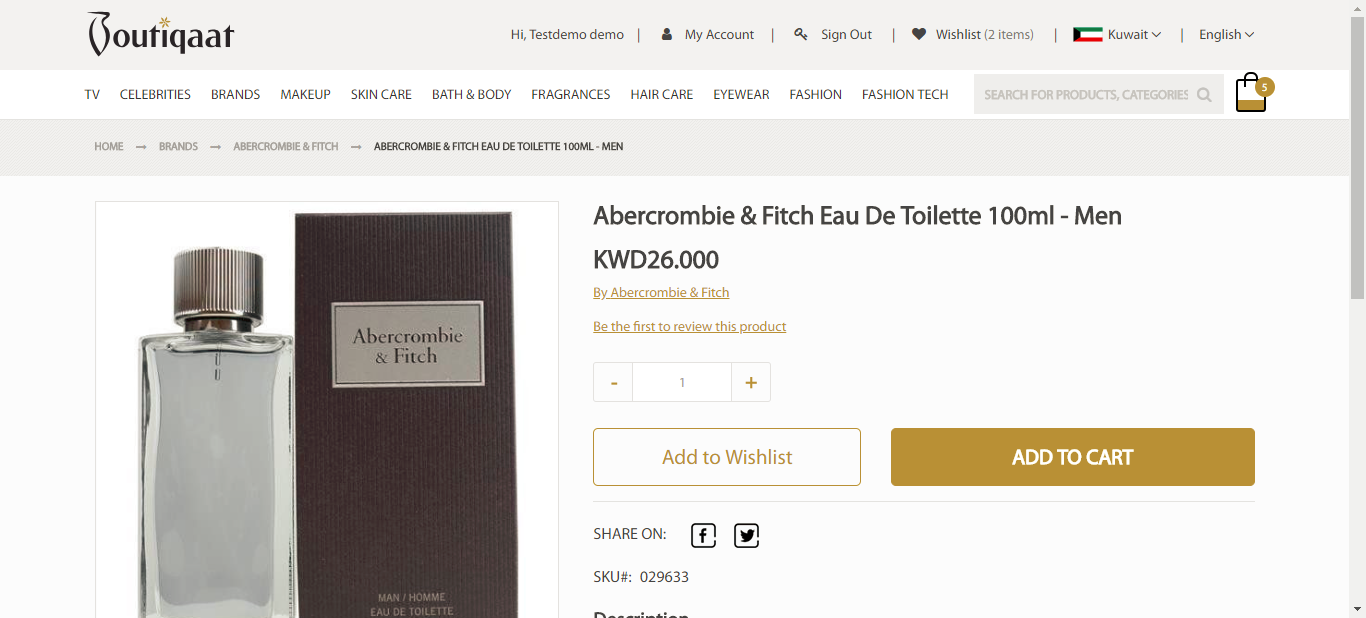 Boutiqaat
Hi, Testdemo demo | My Account | Sign Out | Wishlist (2 items) | Kuwait | English
TV CELEBRITIES BRANDS MAKEUP SKIN CARE BATH & BODY FRAGRANCES HAIR CARE EYEWEAR FASHION FASHION TECH SEARCH FOR PRODUCTS, CATEGORIES 5
HOME → BRANDS → ABERCROMBIE & FITCH → ABERCROMBIE & FITCH EAU DE TOILETTE 100ML - MEN
Abercrombie
& Fitch
MAN / HOMME
EAU DE TOILETTE
Abercrombie & Fitch Eau De Toilette 100ml - Men
KWD26.000
By Abercrombie & Fitch
Be the first to review this product
- 1 +
Add to Wishlist ADD TO CART
SHARE ON:
SKU#: 029633
Description